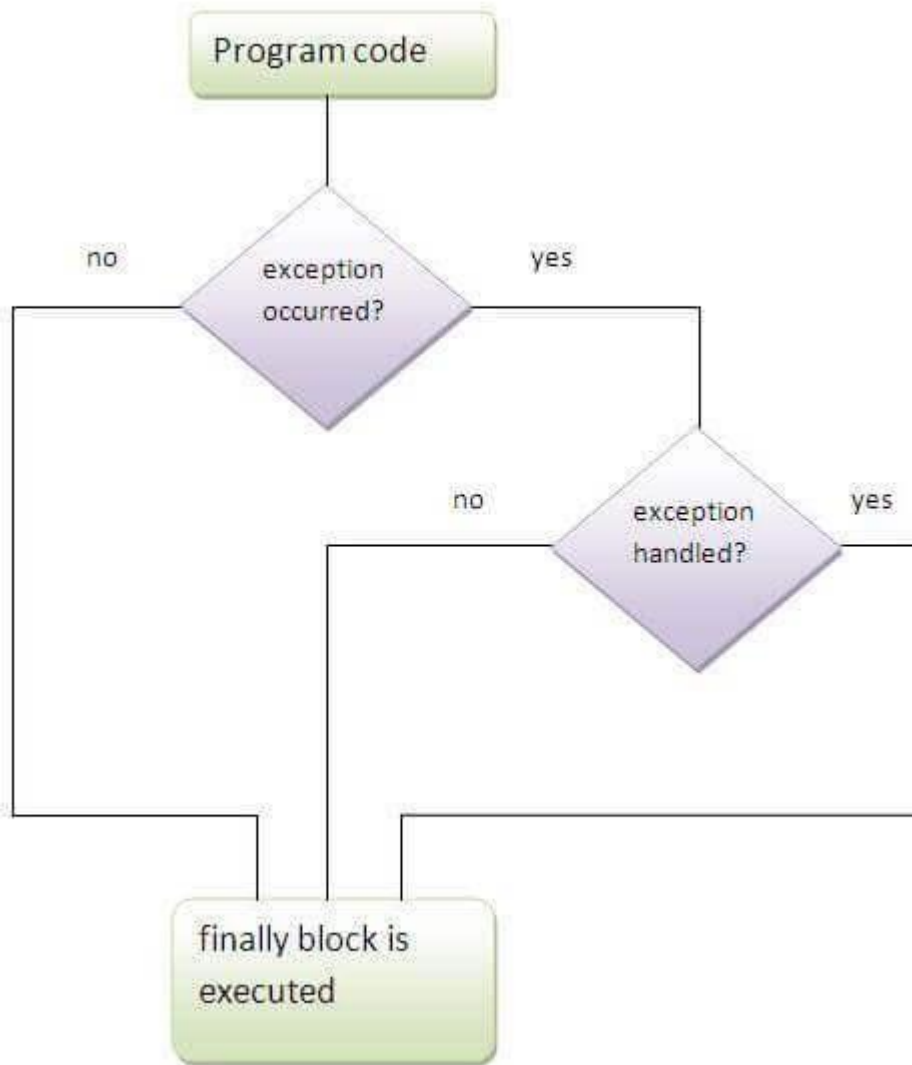 Program code
no
yes
exception
occurred?
no
yes
exception
handled?
finally block is
executed